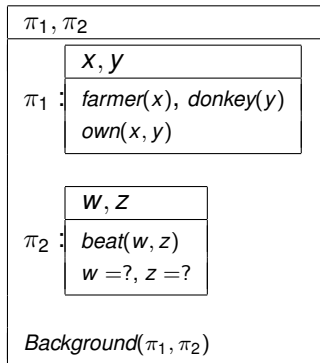 π₁, π₂
x, y
π₁ : farmer(x), donkey(y)
own(x, y)
w, z
π₂ : beat(w, z)
w =?, z =?
Background(π₁, π₂)